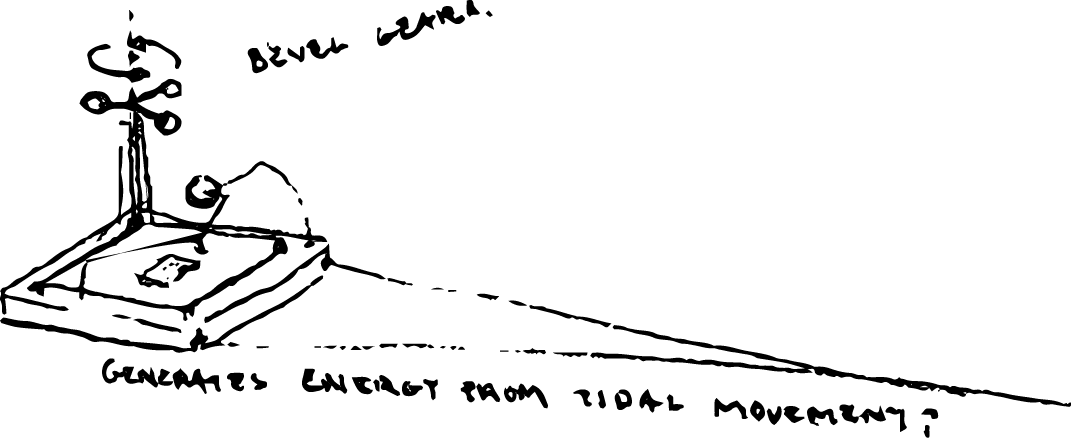 BEVEL GEARS.
GENERATES ENERGY FROM TIDAL MOVEMENT?